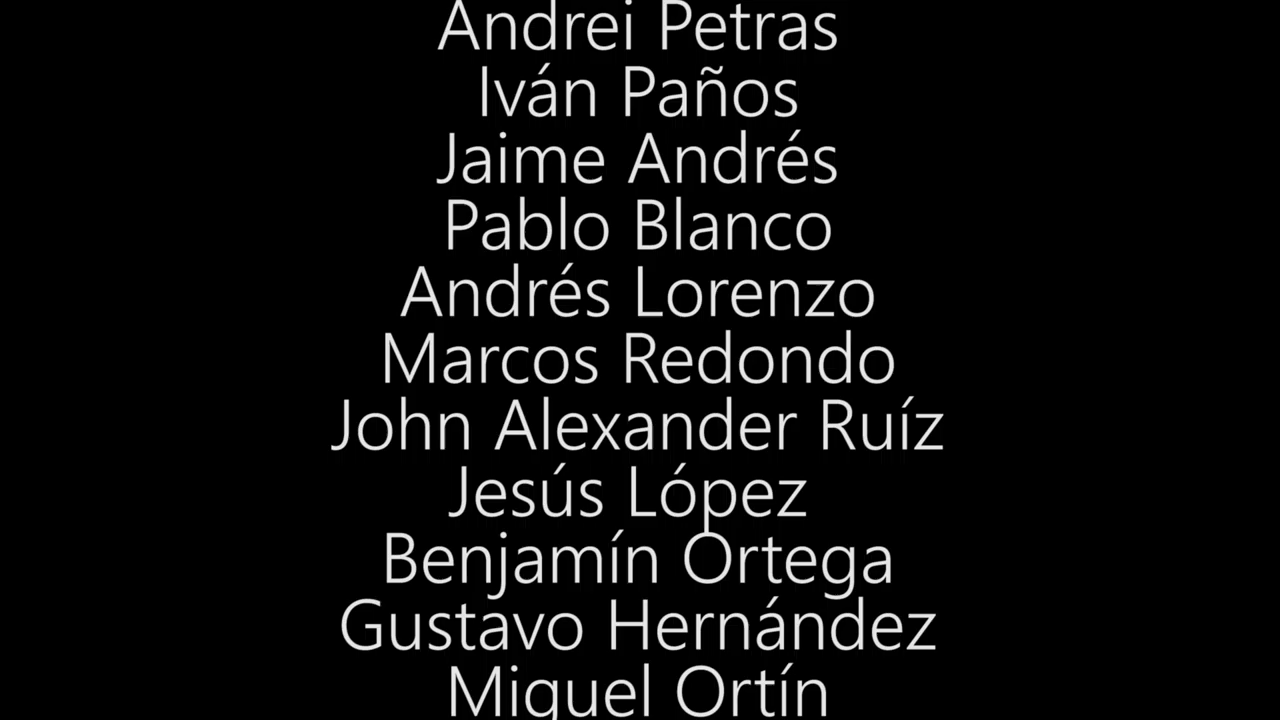 Andrei Petras
Iván Paños
Jaime Andrés
Pablo Blanco
Andrés Lorenzo
Marcos Redondo
John Alexander Ruíz
Jesús López
Benjamín Ortega
Gustavo Hernández
Miguel Ortín